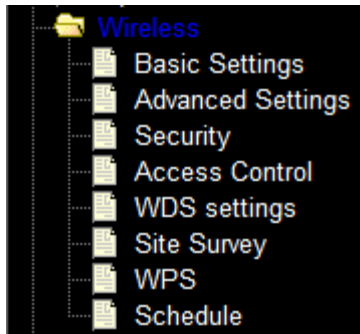 Wireless
Basic Settings
Advanced Settings
Security
Access Control
WDS settings
Site Survey
WPS
Schedule